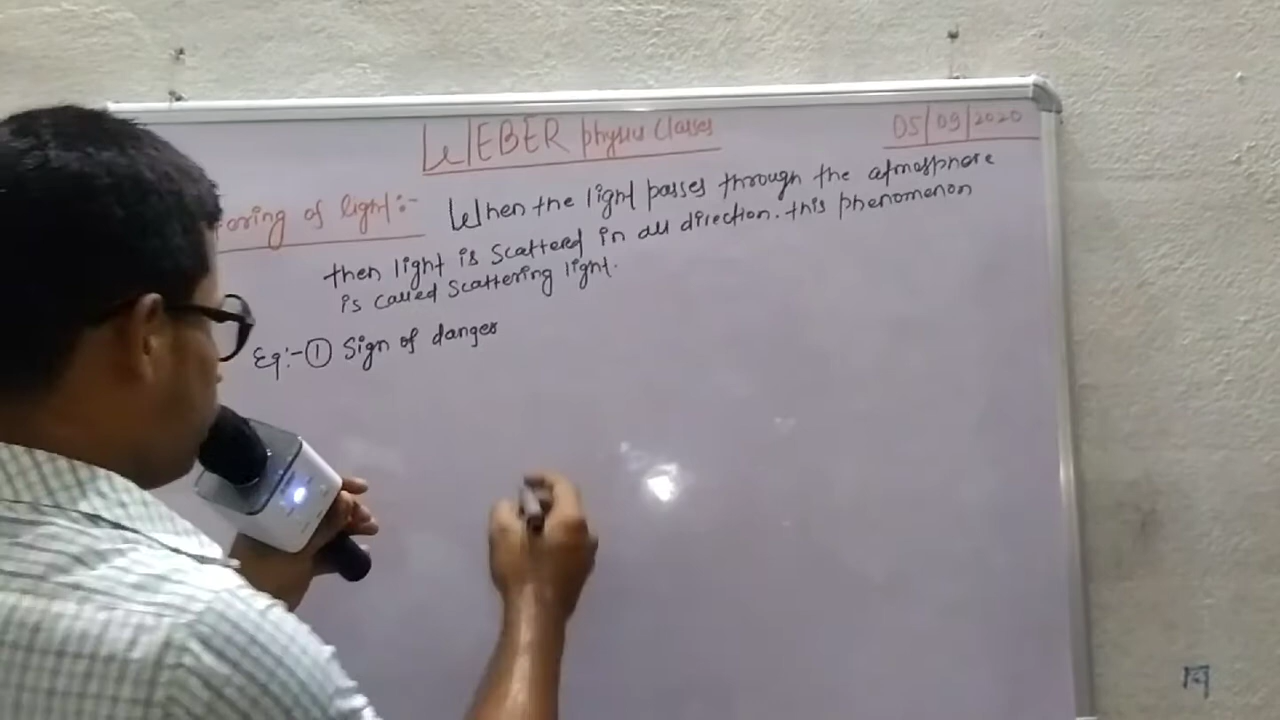 WEBER physics Classes
05/09/2020
tering of light:- When the light passes through the atmosphere
then light is scattered in all direction. this phenomenon
is called scattering light.
Eg:- ① Sign of danger